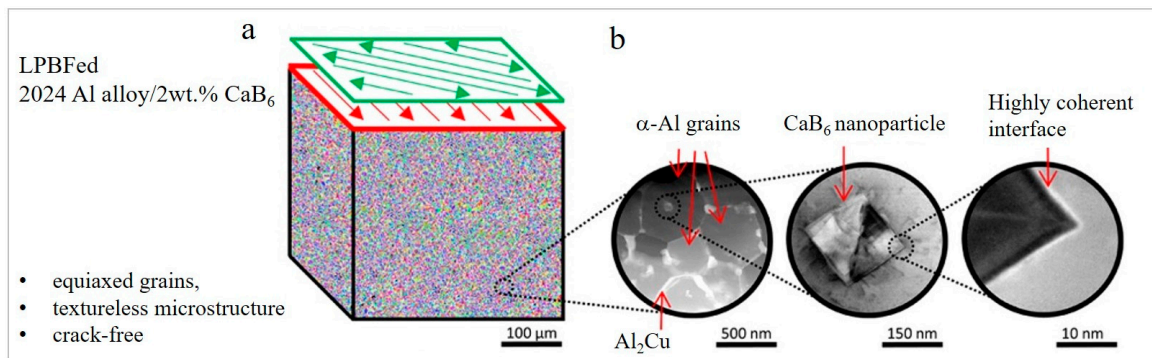 a
b
LPBFed
2024 Al alloy/2wt.% CaB₆
α-Al grains
CaB₆ nanoparticle
Highly coherent
interface
• equiaxed grains,
• textureless microstructure
• crack-free
Al₂Cu
100 µm
500 nm
150 nm
10 nm